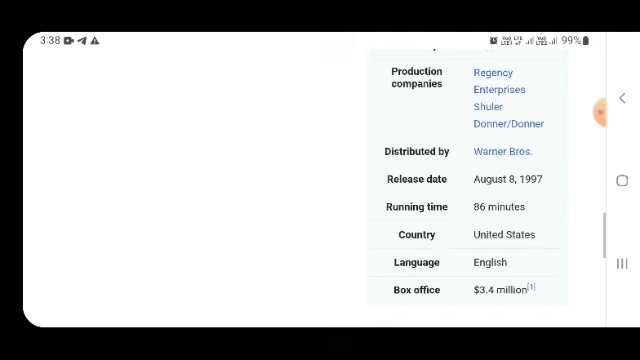 3:38 99%
Production companies Regency
Enterprises
Shuler
Donner/Donner
Distributed by Warner Bros.
Release date August 8, 1997
Running time 86 minutes
Country United States
Language English
Box office $3.4 million[1]